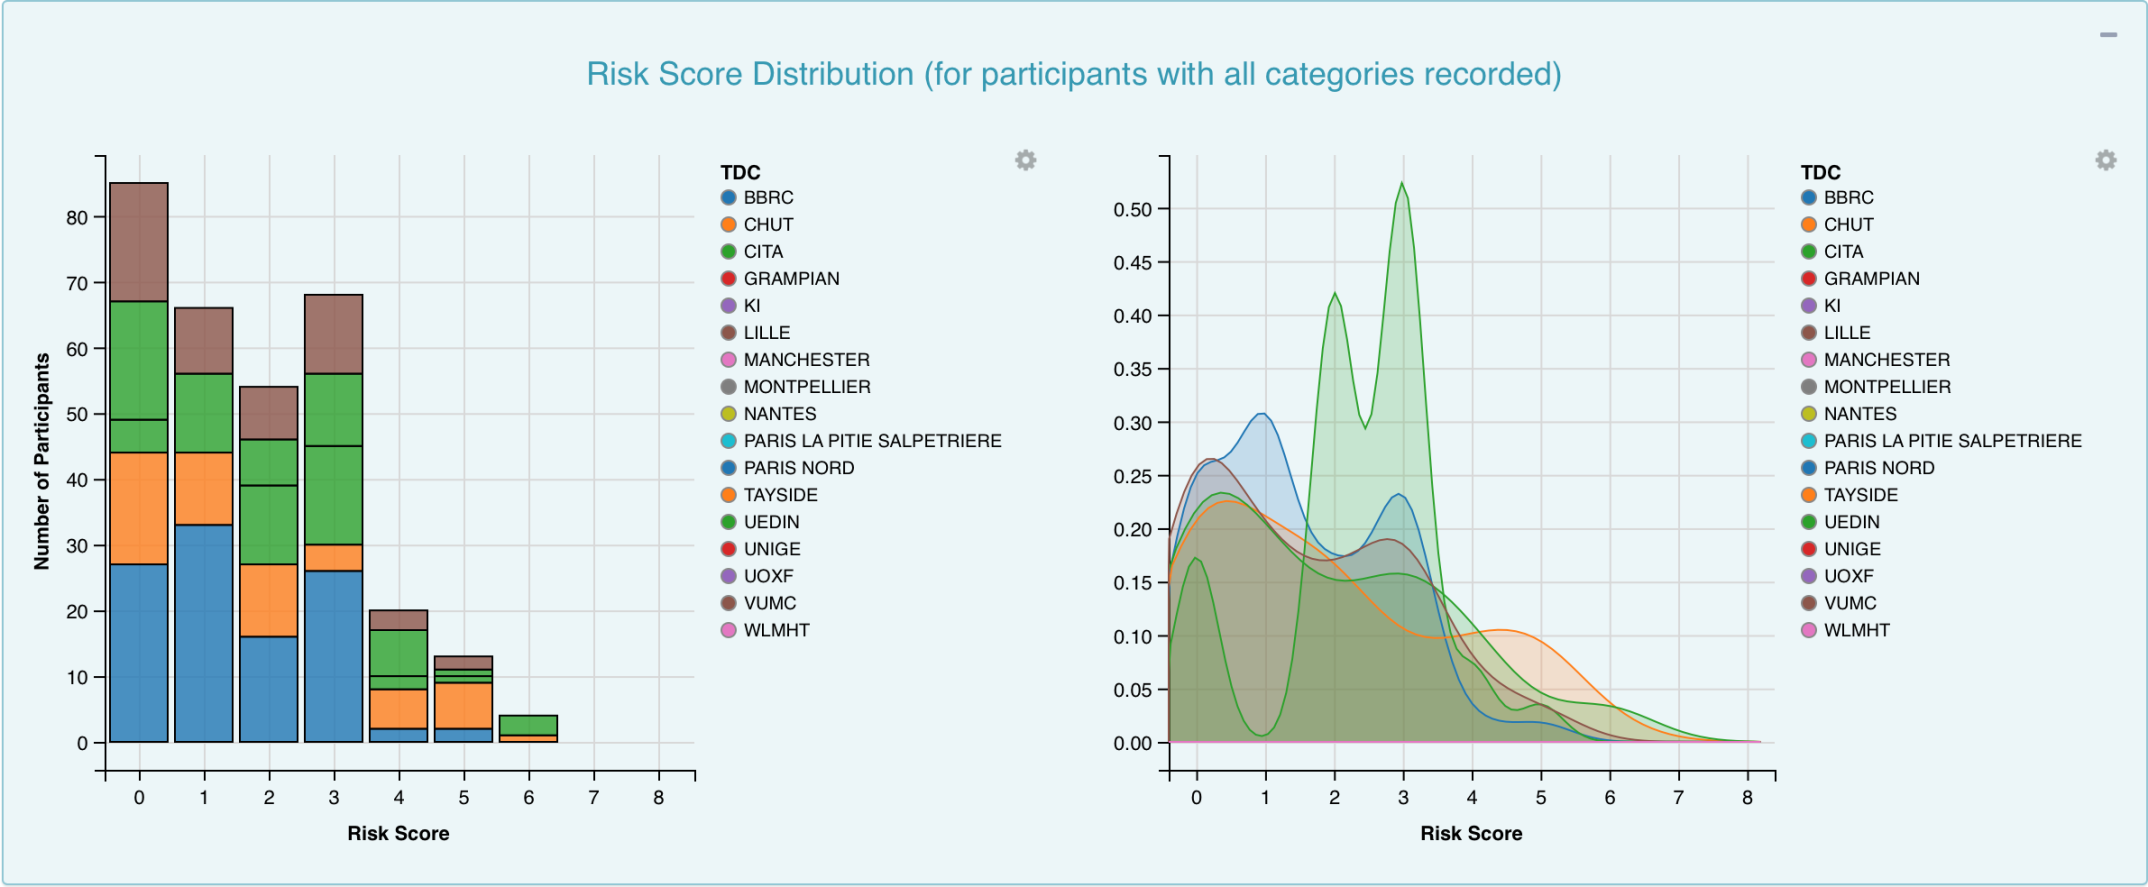 Risk Score Distribution (for participants with all categories recorded)
Number of Participants
80
70
60
50
40
30
20
10
0
0 1 2 3 4 5 6 7 8
Risk Score
TDC
BBRC
CHUT
CITA
GRAMPIAN
KI
LILLE
MANCHESTER
MONTPELLIER
NANTES
PARIS LA PITIE SALPETRIERE
PARIS NORD
TAYSIDE
UEDIN
UNIGE
UOXF
VUMC
WLMHT
0.50
0.45
0.40
0.35
0.30
0.25
0.20
0.15
0.10
0.05
0.00
0 1 2 3 4 5 6 7 8
Risk Score
TDC
BBRC
CHUT
CITA
GRAMPIAN
KI
LILLE
MANCHESTER
MONTPELLIER
NANTES
PARIS LA PITIE SALPETRIERE
PARIS NORD
TAYSIDE
UEDIN
UNIGE
UOXF
VUMC
WLMHT